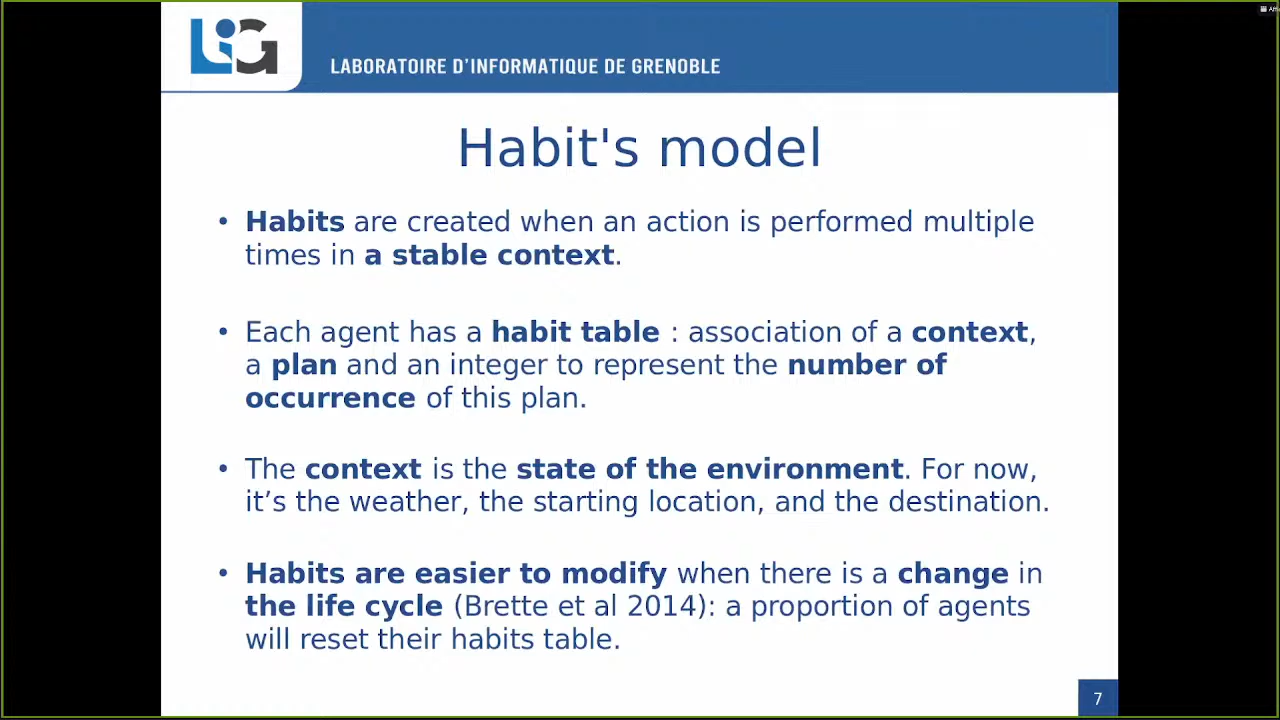 LIG
LABORATOIRE D'INFORMATIQUE DE GRENOBLE
Habit's model
• Habits are created when an action is performed multiple
times in a stable context.
• Each agent has a habit table : association of a context,
a plan and an integer to represent the number of
occurrence of this plan.
• The context is the state of the environment. For now,
it’s the weather, the starting location, and the destination.
• Habits are easier to modify when there is a change in
the life cycle (Brette et al 2014): a proportion of agents
will reset their habits table.
7